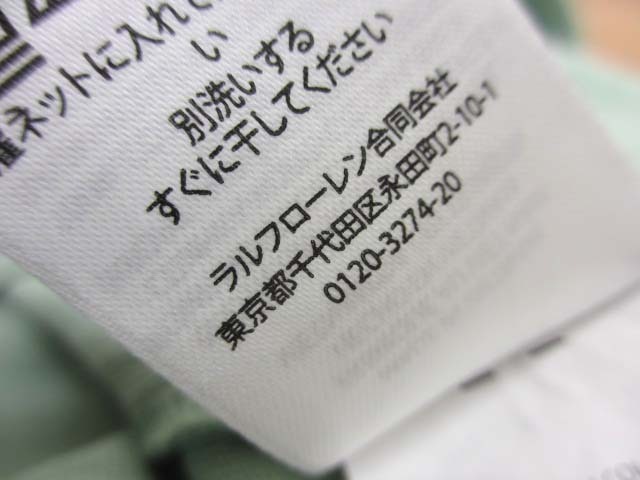 濯ネットに入れて
い
別洗いする
すぐに干してください
ラルフローレン合同会社
東京都千代田区永田町2-10-1
0120-3274-20